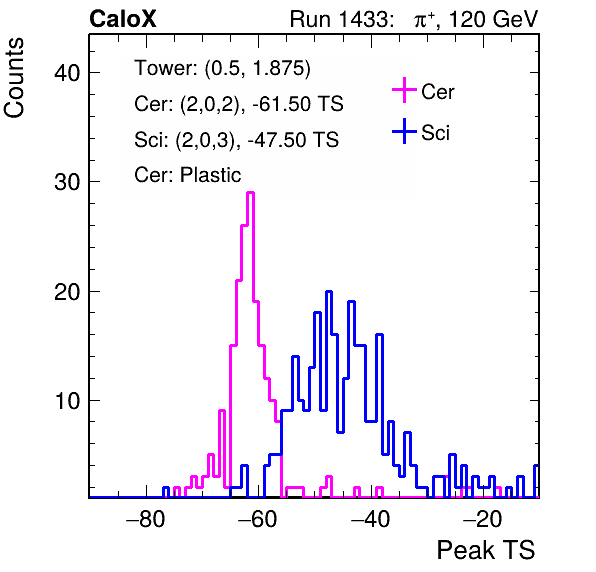 CaloX Run 1433: π⁺, 120 GeV
Counts
Tower: (0.5, 1.875)
Cer: (2,0,2), -61.50 TS
Sci: (2,0,3), -47.50 TS
Cer: Plastic
Cer
Sci
40
30
20
10
−80 −60 −40 −20
Peak TS